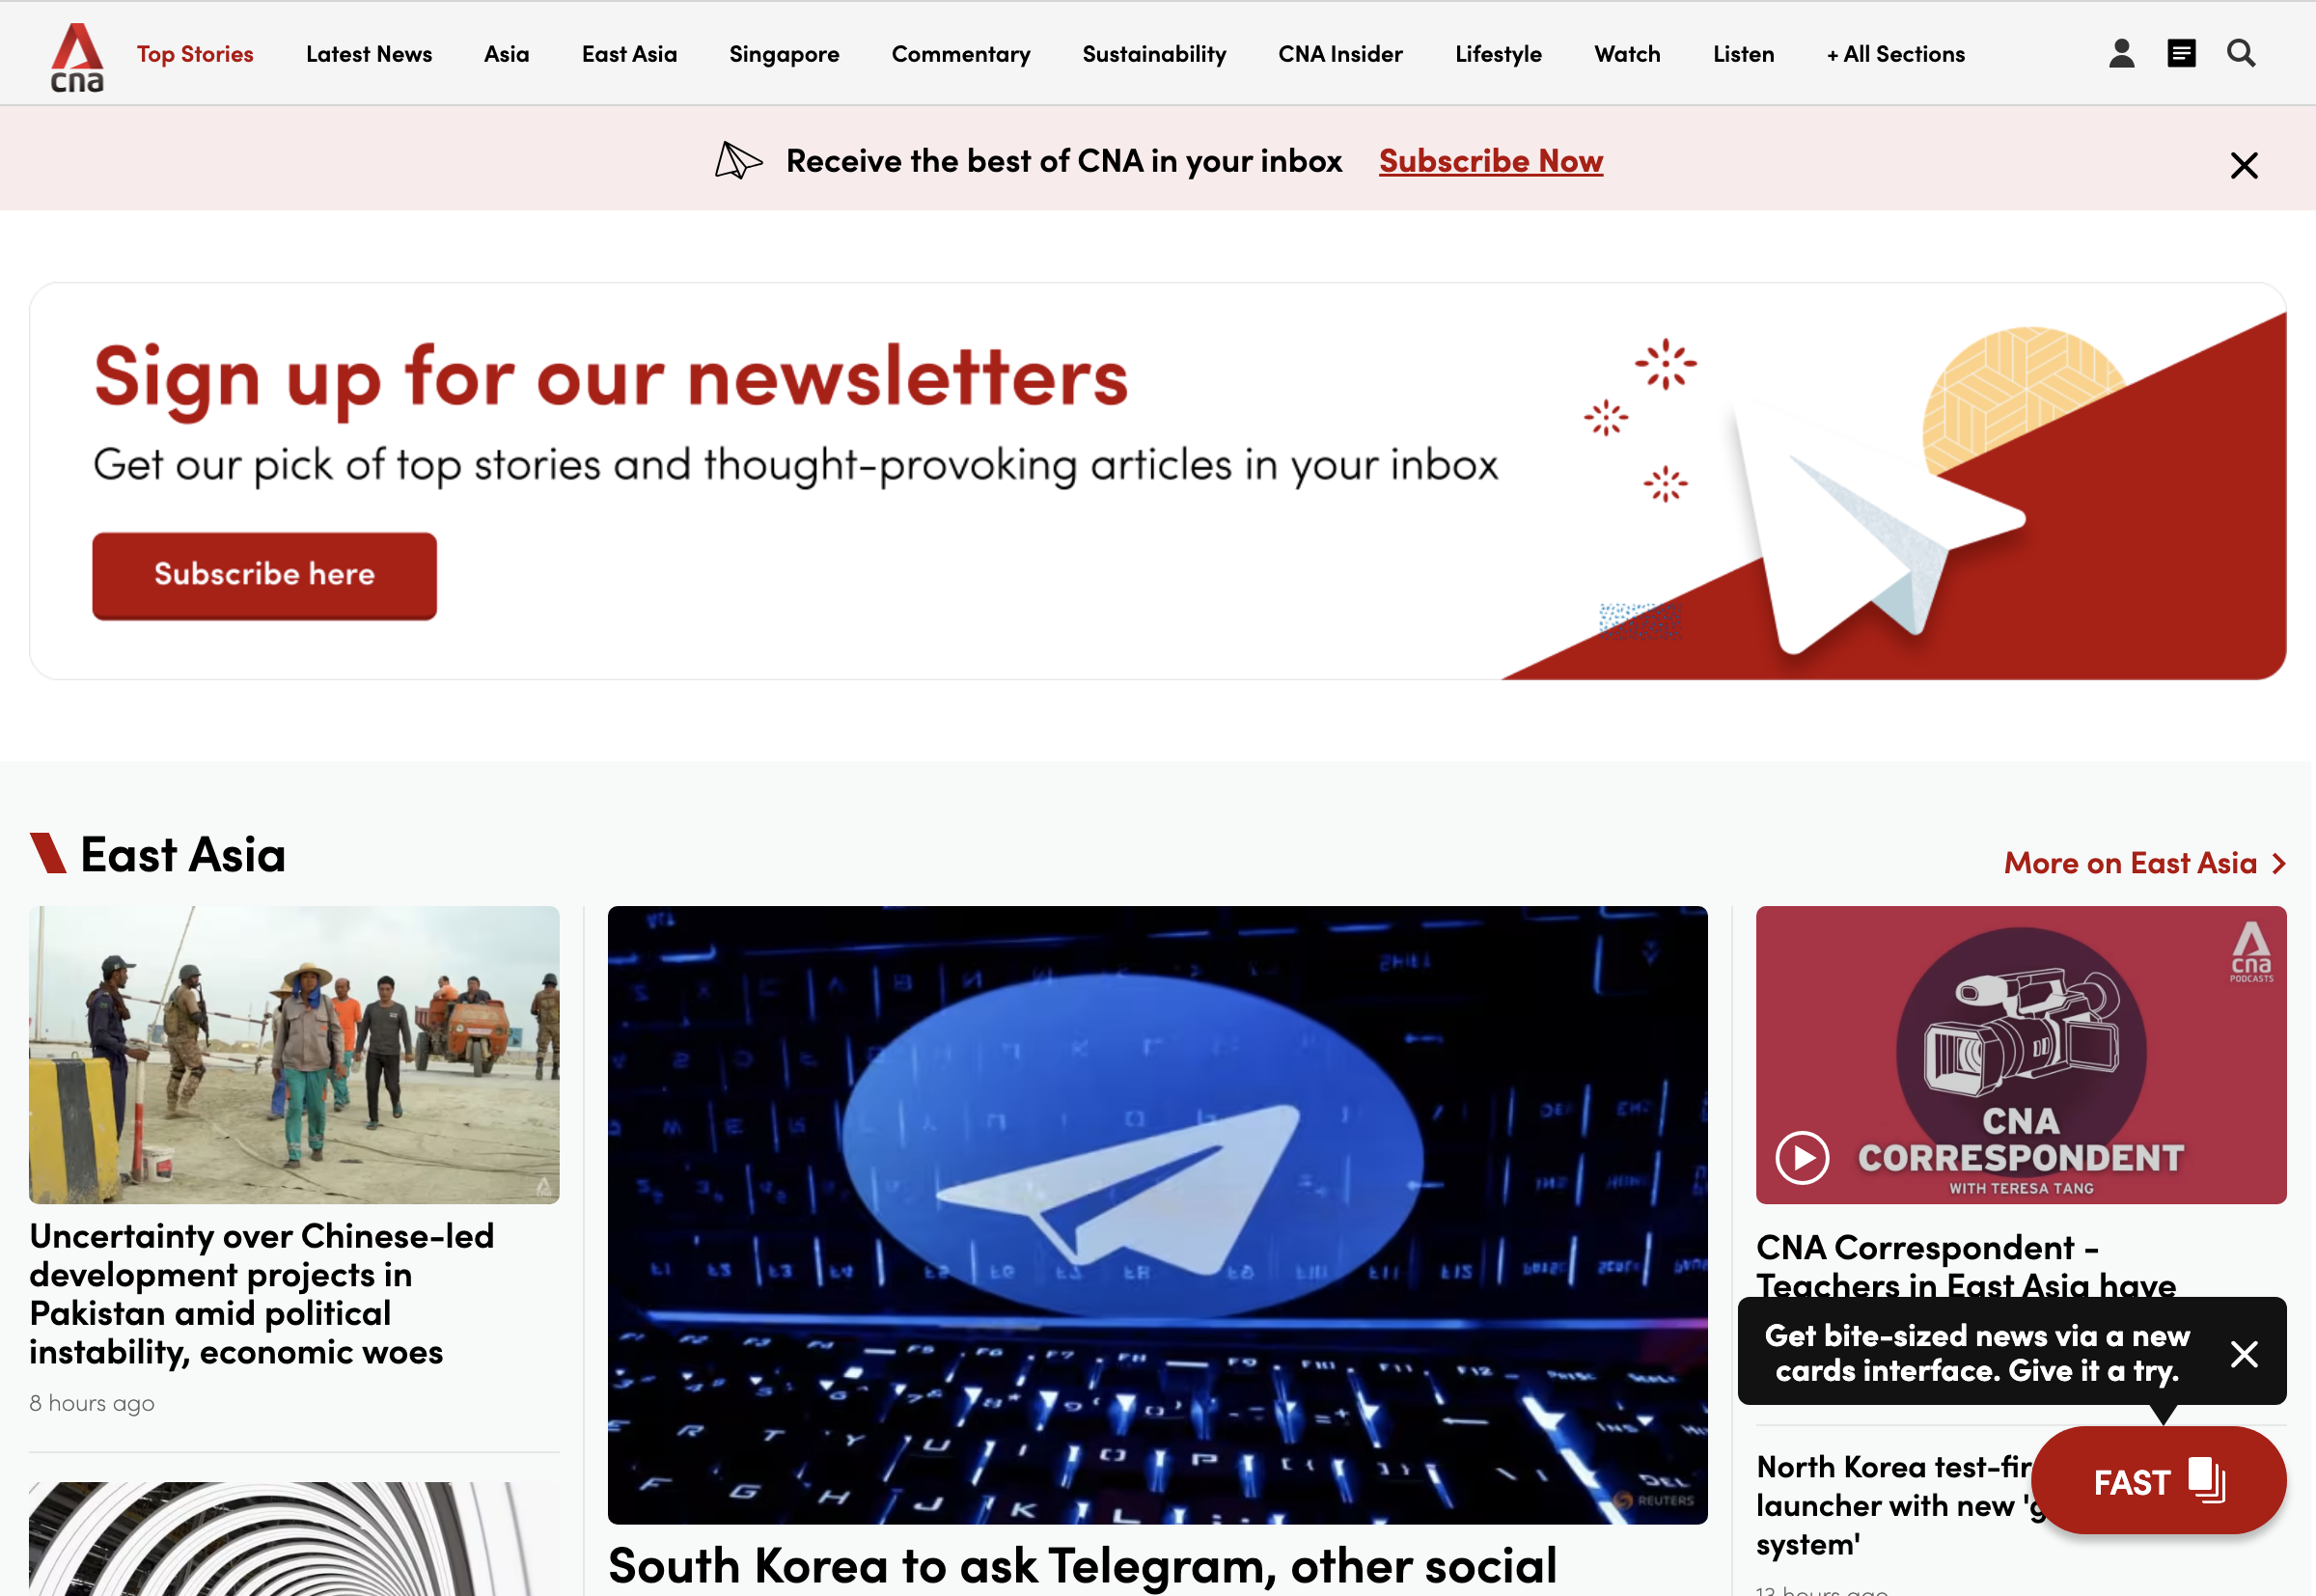 cna
Top Stories
Latest News
Asia
East Asia
Singapore
Commentary
Sustainability
CNA Insider
Lifestyle
Watch
Listen
+ All Sections
Receive the best of CNA in your inbox
Subscribe Now
Sign up for our newsletters
Get our pick of top stories and thought-provoking articles in your inbox
Subscribe here
East Asia
More on East Asia
Uncertainty over Chinese-led
development projects in
Pakistan amid political
instability, economic woes
8 hours ago
REUTERS
South Korea to ask Telegram, other social
cna
PODCASTS
CNA
CORRESPONDENT
WITH TERESA TANG
CNA Correspondent -
Teachers in East Asia have
Get bite-sized news via a new
cards interface. Give it a try.
North Korea test-fir
launcher with new 'g
system'
FAST
13 hours ago